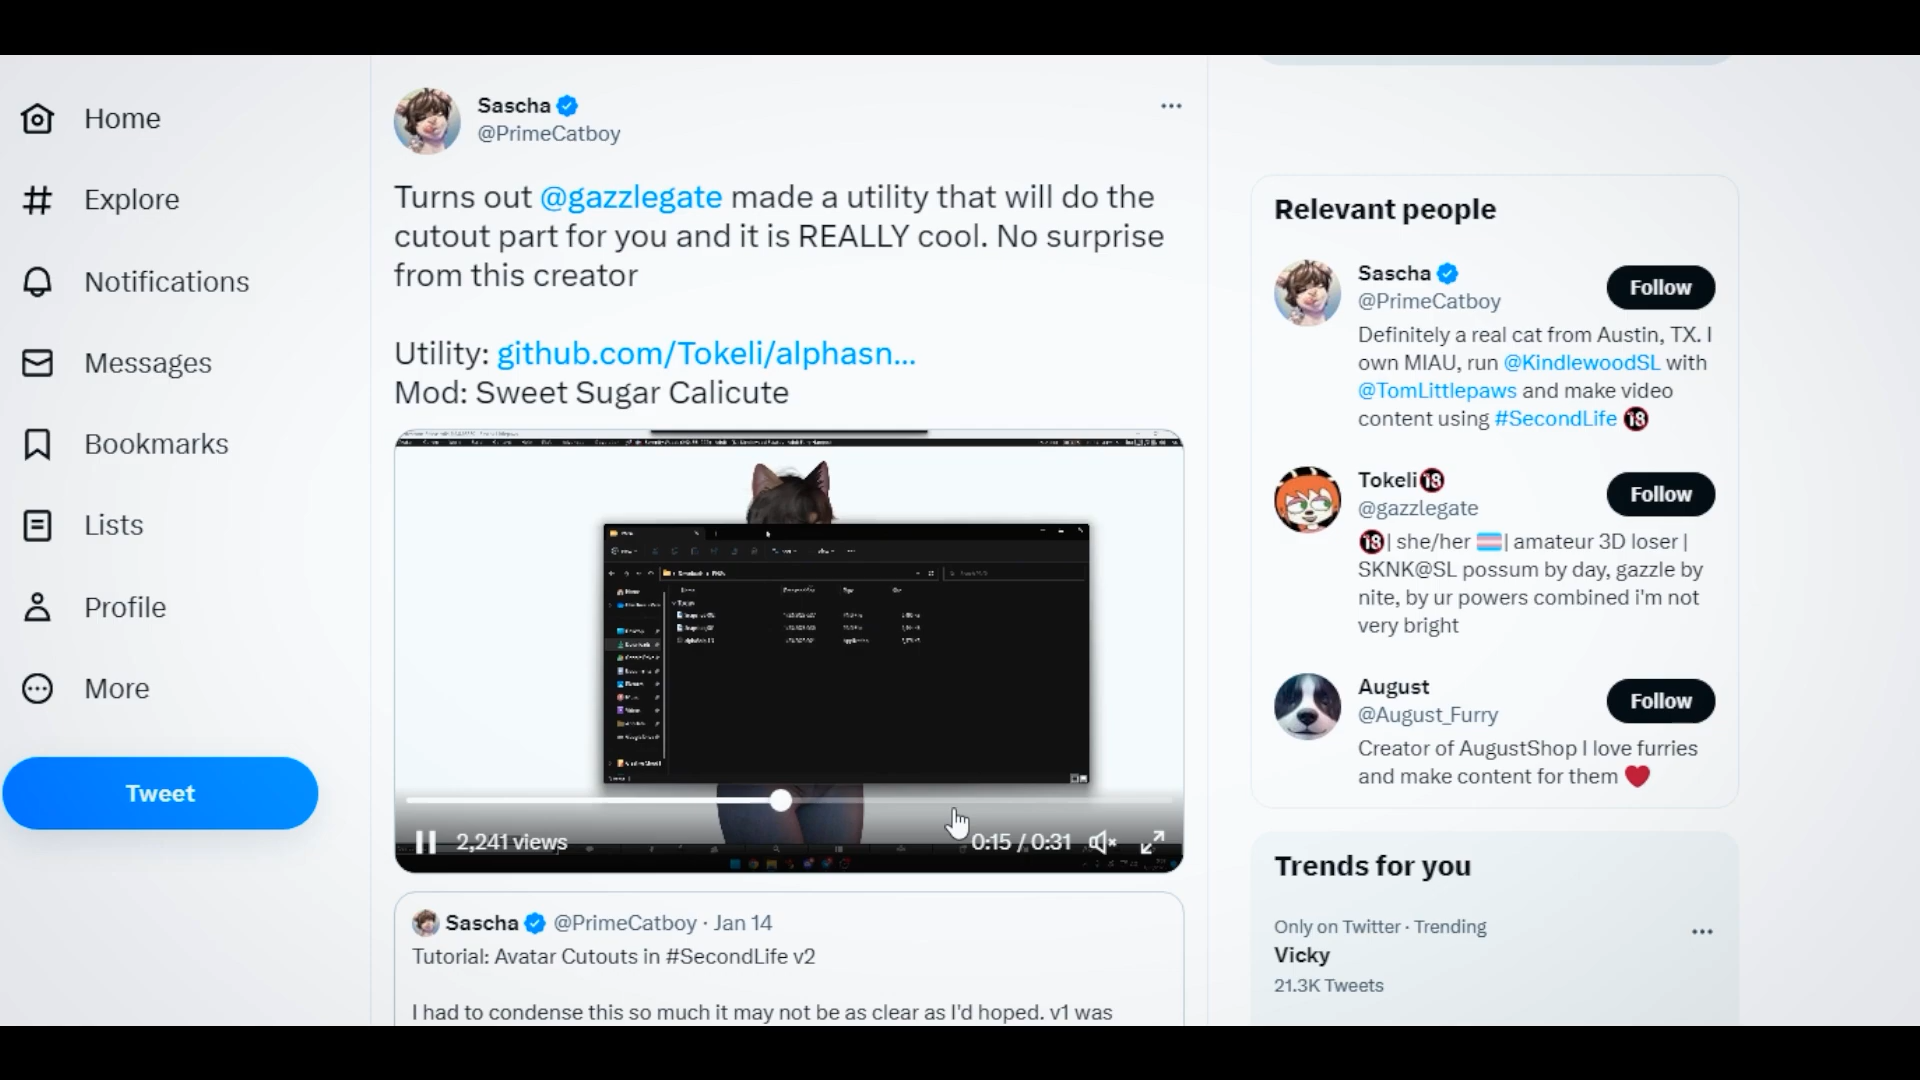 Home
Explore
Notifications
Messages
Bookmarks
Lists
Profile
More
Tweet
Sascha
@PrimeCatboy
Turns out @gazzlegate made a utility that will do the
cutout part for you and it is REALLY cool. No surprise
from this creator
Utility: github.com/Tokeli/alphasn...
Mod: Sweet Sugar Calicute
2,241 views
0:15 / 0:31
Sascha @PrimeCatboy · Jan 14
Tutorial: Avatar Cutouts in #SecondLife v2
I had to condense this so much it may not be as clear as I'd hoped. v1 was
Relevant people
Sascha
Follow
@PrimeCatboy
Definitely a real cat from Austin, TX. I
own MIAU, run @KindlewoodSL with
@TomLittlepaws and make video
content using #SecondLife 🔞
Tokeli🔞
Follow
@gazzlegate
🔞| she/her 🏳️‍⚧️| amateur 3D loser |
SKNK@SL possum by day, gazzle by
nite, by ur powers combined i'm not
very bright
August
Follow
@August_Furry
Creator of AugustShop I love furries
and make content for them ❤️
Trends for you
Only on Twitter · Trending
Vicky
21.3K Tweets